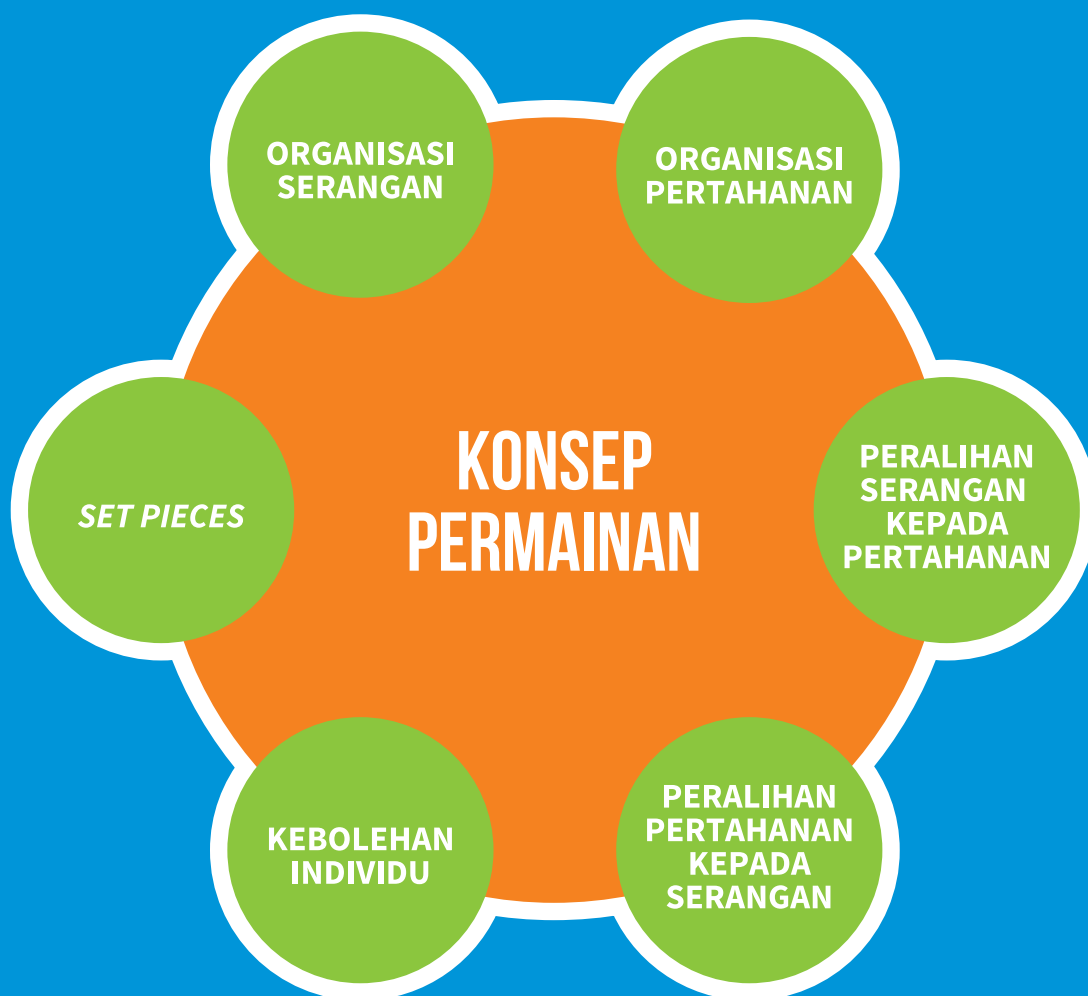 ORGANISASI
SERANGAN
ORGANISASI
PERTAHANAN
KONSEP
PERMAINAN
SET PIECES
PERALIHAN
SERANGAN
KEPADA
PERTAHANAN
KEBOLEHAN
INDIVIDU
PERALIHAN
PERTAHANAN
KEPADA
SERANGAN